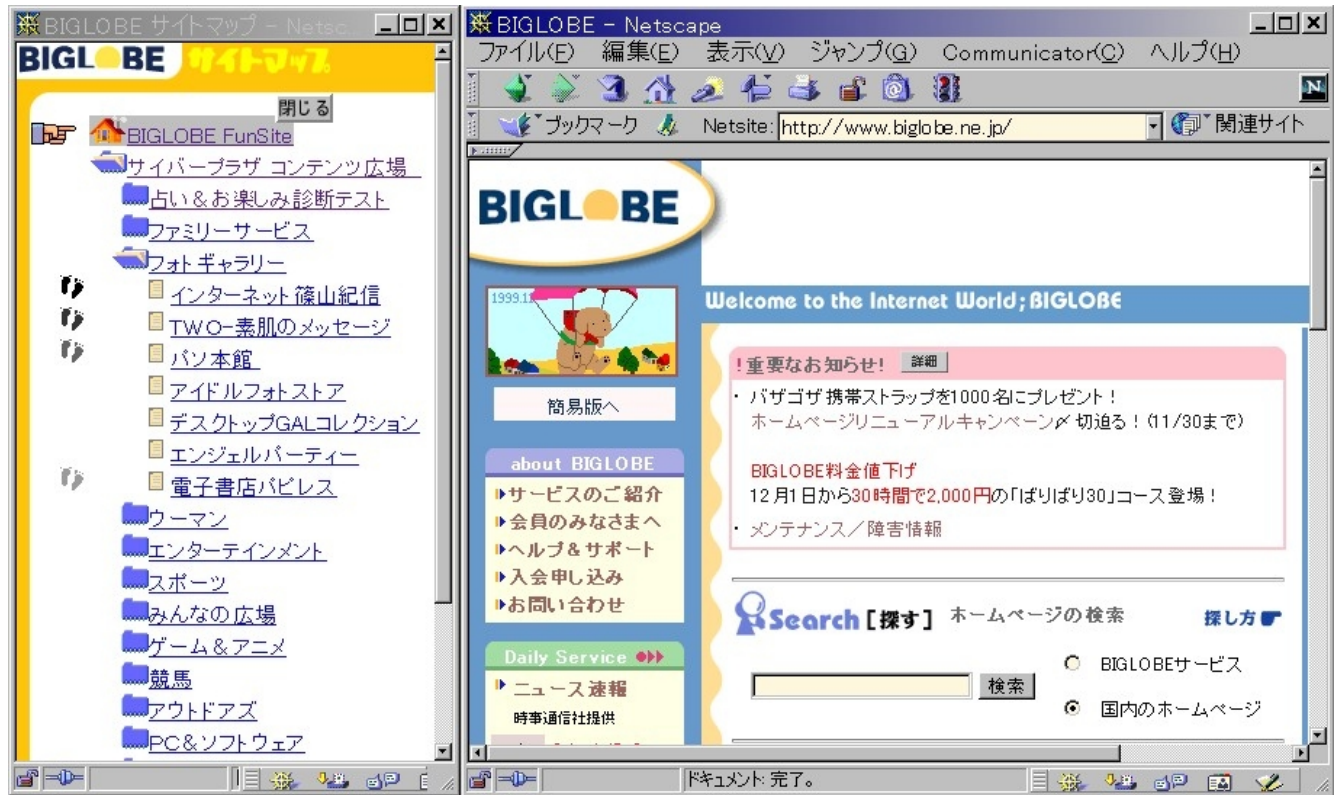 BIGLOBE サイトマップ - Netsc...
BIGLOBE サイトマップ
閉じる
BIGLOBE FunSite
サイバープラザ コンテンツ広場
占い＆お楽しみ診断テスト
ファミリーサービス
フォトギャラリー
インターネット篠山紀信
TWO-素肌のメッセージ
パソ本館
アイドルフォトストア
デスクトップGALコレクション
エンジェルパーティー
電子書店パピレス
ウーマン
エンターテインメント
スポーツ
みんなの広場
ゲーム＆アニメ
競馬
アウトドアズ
PC&ソフトウェア
BIGLOBE - Netscape
ファイル(F) 編集(E) 表示(V) ジャンプ(G) Communicator(C) ヘルプ(H)
N
ブックマーク Netsite: http://www.biglobe.ne.jp/ 関連サイト
BIGLOBE
1999.11
簡易版へ
about BIGLOBE
サービスのご紹介
会員のみなさまへ
ヘルプ＆サポート
入会申し込み
お問い合わせ
Daily Service
ニュース速報
時事通信社提供
Welcome to the Internet World; BIGLOBE
!重要なお知らせ! 詳細
・バザゴザ携帯ストラップを1000名にプレゼント！
ホームページリニューアルキャンペーン〆切迫る！(11/30まで)
BIGLOBE料金値下げ
12月1日から30時間で2,000円の「ばりばり30」コース登場！
・メンテナンス／障害情報
Search [探す] ホームページの検索 探し方
検索
BIGLOBEサービス
国内のホームページ
ドキュメント: 完了。